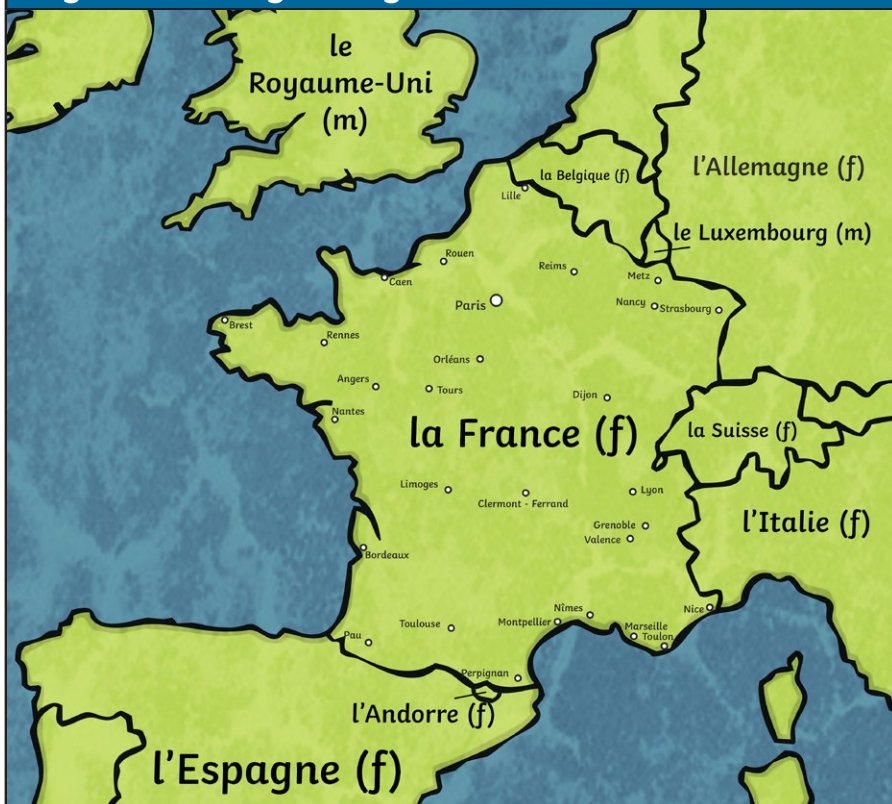 le
Royaume-Uni
(m)
l'Allemagne (f)
la Belgique (f)
Lille
le Luxembourg (m)
Rouen
Reims
Metz
Caen
Paris
Nancy
Strasbourg
Brest
Rennes
Orléans
Angers
Tours
Dijon
Nantes
la France (f)
la Suisse (f)
Limoges
Lyon
Clermont - Ferrand
l'Italie (f)
Grenoble
Valence
Bordeaux
Nîmes
Nice
Montpellier
Toulouse
Marseille
Pau
Toulon
Perpignan
l'Andorre (f)
l'Espagne (f)